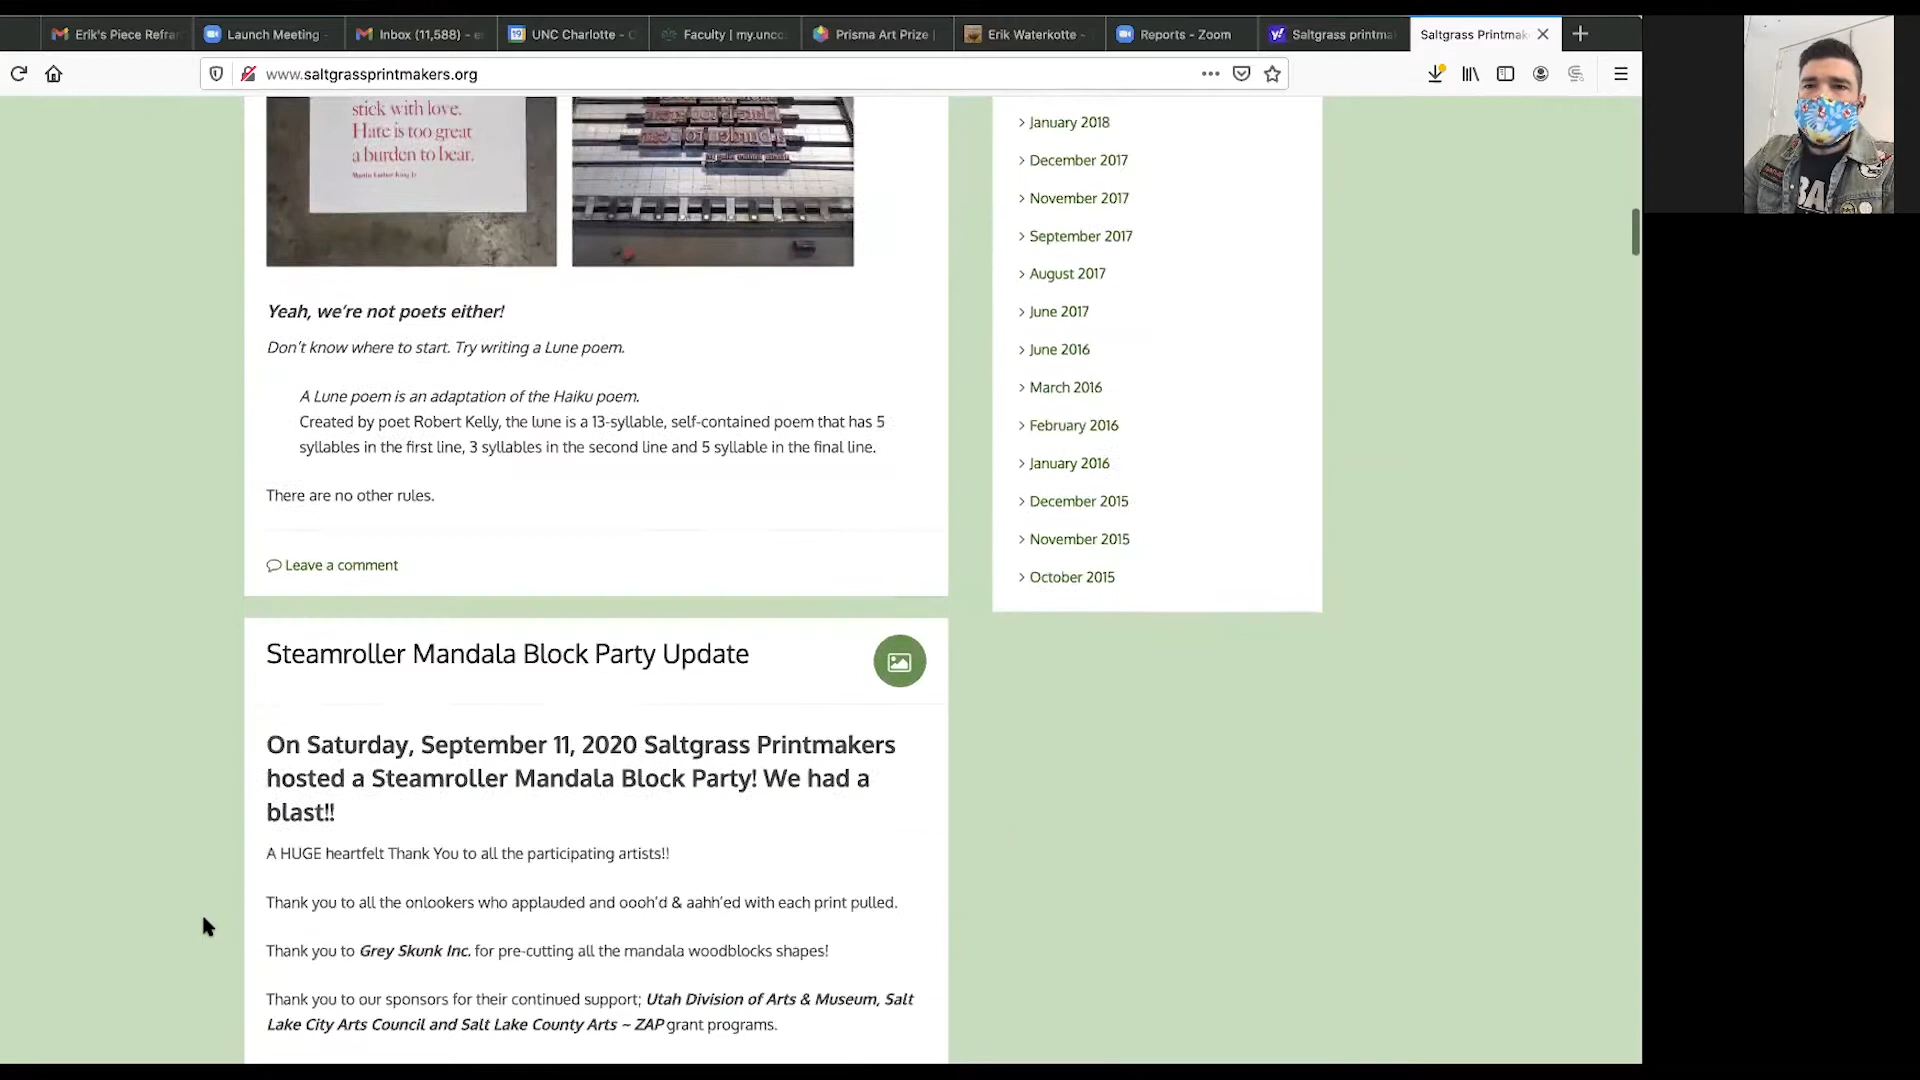 Erik's Piece Refra
Launch Meeting -
Inbox (11,588) - e
UNC Charlotte - C
Faculty | my.uncc
Prisma Art Prize |
Erik Waterkotte -
Reports - Zoom
Saltgrass printma
Saltgrass Printmak
www.saltgrassprintmakers.org
stick with love.
Hate is too great
a burden to bear.
Martin Luther King Jr
Yeah, we're not poets either!
Don't know where to start. Try writing a Lune poem.
A Lune poem is an adaptation of the Haiku poem.
Created by poet Robert Kelly, the lune is a 13-syllable, self-contained poem that has 5
syllables in the first line, 3 syllables in the second line and 5 syllable in the final line.
There are no other rules.
Leave a comment
Steamroller Mandala Block Party Update
On Saturday, September 11, 2020 Saltgrass Printmakers
hosted a Steamroller Mandala Block Party! We had a
blast!!
A HUGE heartfelt Thank You to all the participating artists!!
Thank you to all the onlookers who applauded and oooh'd & aahh'ed with each print pulled.
Thank you to Grey Skunk Inc. for pre-cutting all the mandala woodblocks shapes!
Thank you to our sponsors for their continued support; Utah Division of Arts & Museum, Salt
Lake City Arts Council and Salt Lake County Arts ~ ZAP grant programs.
January 2018
December 2017
November 2017
September 2017
August 2017
June 2017
June 2016
March 2016
February 2016
January 2016
December 2015
November 2015
October 2015
BA